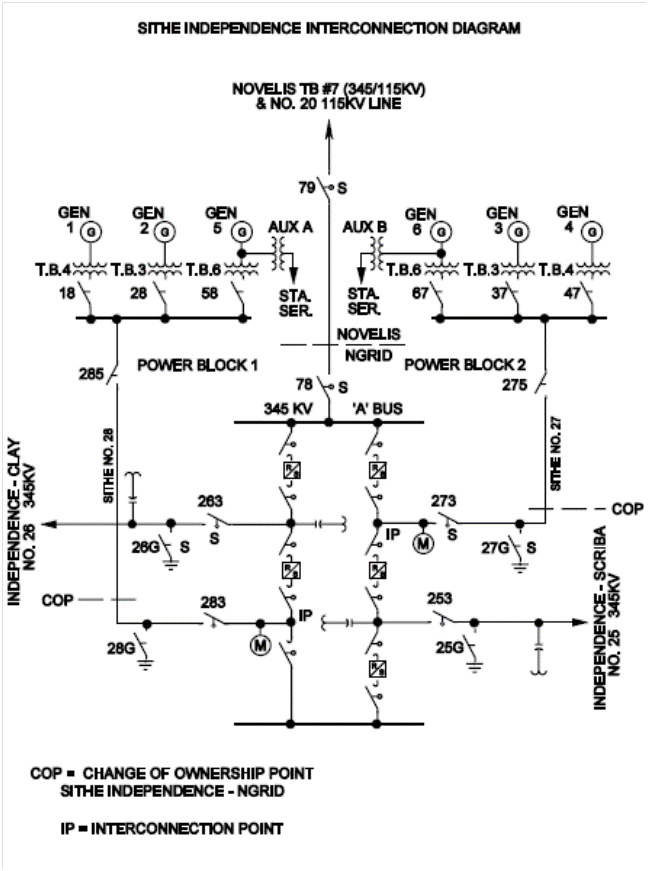 SITHE INDEPENDENCE INTERCONNECTION DIAGRAM
NOVELIS TB #7 (345/115KV)
& NO. 20 115KV LINE
79
S
GEN
1
G
GEN
2
G
GEN
5
G
AUX A
AUX B
GEN
6
G
GEN
3
G
GEN
4
G
T.B.4
T.B.3
T.B.6
T.B.6
T.B.3
T.B.4
18
28
58
STA.
SER.
STA.
SER.
67
37
47
NOVELIS
NGRID
285
POWER BLOCK 1
POWER BLOCK 2
275
78
S
345 KV
'A' BUS
SITHE NO. 28
SITHE NO. 27
R
B
R
B
INDEPENDENCE - CLAY
NO. 26 345KV
263
S
273
S
COP
IP
M
26G
S
27G
S
R
B
R
B
COP
283
IP
M
253
28G
25G
INDEPENDENCE - SCRIBA
NO. 25 345KV
R
B
COP = CHANGE OF OWNERSHIP POINT
SITHE INDEPENDENCE - NGRID
IP = INTERCONNECTION POINT